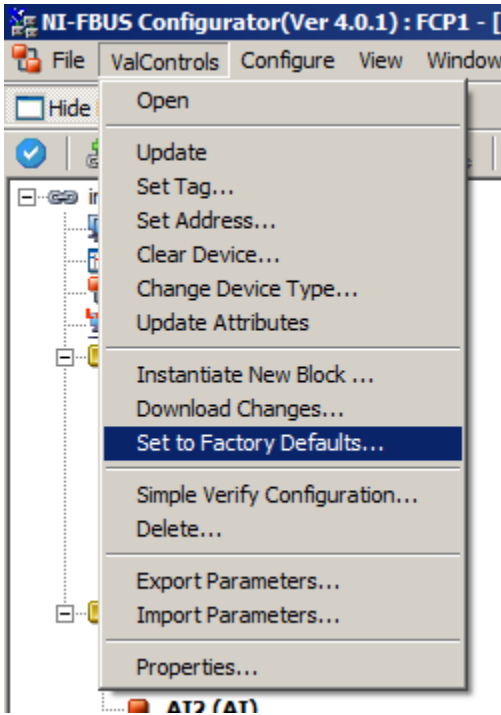 NI-FBUS Configurator(Ver 4.0.1) : FCP1 - [
File ValControls Configure View Window
Hide
Open
Update
Set Tag...
Set Address...
Clear Device...
Change Device Type...
Update Attributes
Instantiate New Block ...
Download Changes...
Set to Factory Defaults...
Simple Verify Configuration...
Delete...
Export Parameters...
Import Parameters...
Properties...
AI2 (AI)